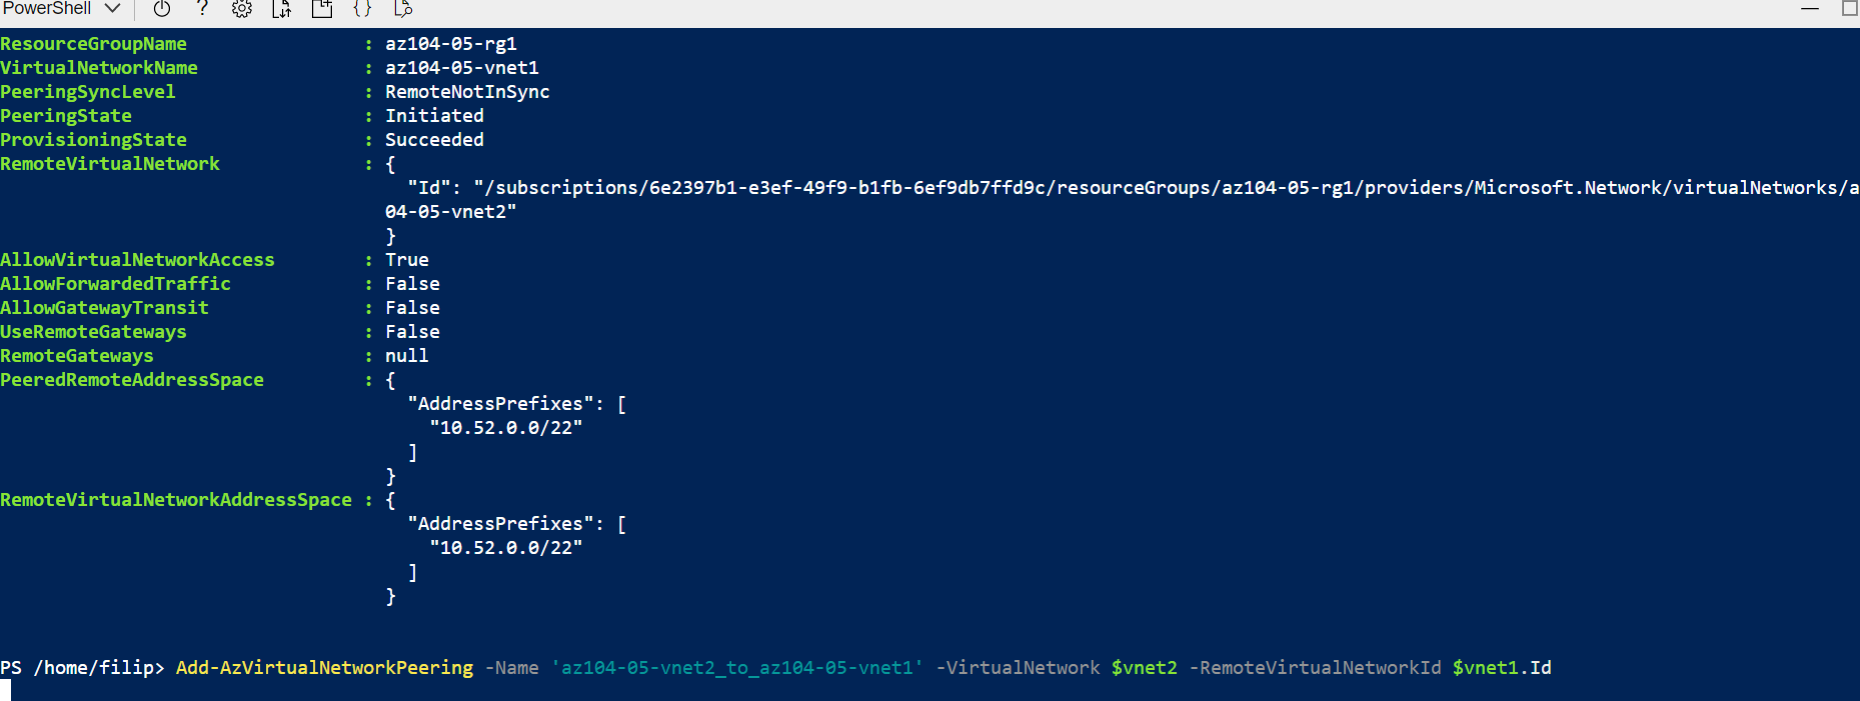 PowerShell
ResourceGroupName : az104-05-rg1
VirtualNetworkName : az104-05-vnet1
PeeringSyncLevel : RemoteNotInSync
PeeringState : Initiated
ProvisioningState : Succeeded
RemoteVirtualNetwork : {
"Id": "/subscriptions/6e2397b1-e3ef-49f9-b1fb-6ef9db7ffd9c/resourceGroups/az104-05-rg1/providers/Microsoft.Network/virtualNetworks/a
04-05-vnet2"
}
AllowVirtualNetworkAccess : True
AllowForwardedTraffic : False
AllowGatewayTransit : False
UseRemoteGateways : False
RemoteGateways : null
PeeredRemoteAddressSpace : {
"AddressPrefixes": [
"10.52.0.0/22"
]
}
RemoteVirtualNetworkAddressSpace : {
"AddressPrefixes": [
"10.52.0.0/22"
]
}
PS /home/filip> Add-AzVirtualNetworkPeering -Name 'az104-05-vnet2_to_az104-05-vnet1' -VirtualNetwork $vnet2 -RemoteVirtualNetworkId $vnet1.Id